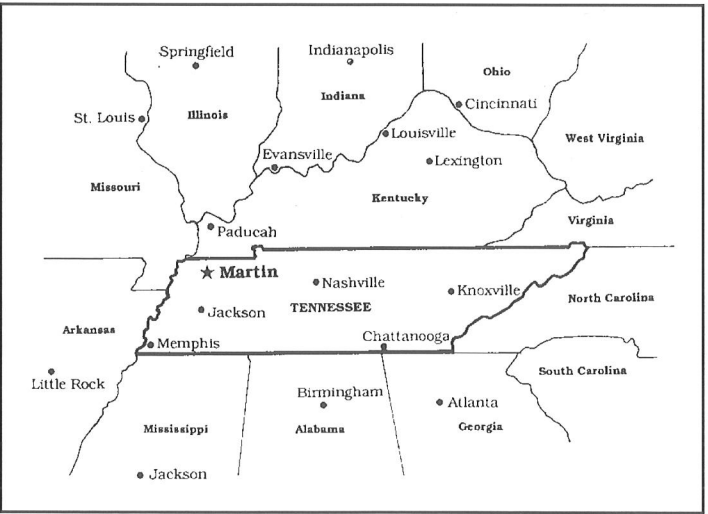 Springfield
Indianapolis
Ohio
Indiana
Cincinnati
St. Louis
Illinois
Louisville
West Virginia
Evansville
Lexington
Missouri
Kentucky
Virginia
Paducah
Martin
Nashville
Knoxville
North Carolina
Jackson
TENNESSEE
Arkansas
Memphis
Chattanooga
Little Rock
South Carolina
Birmingham
Atlanta
Mississippi
Alabama
Georgia
Jackson